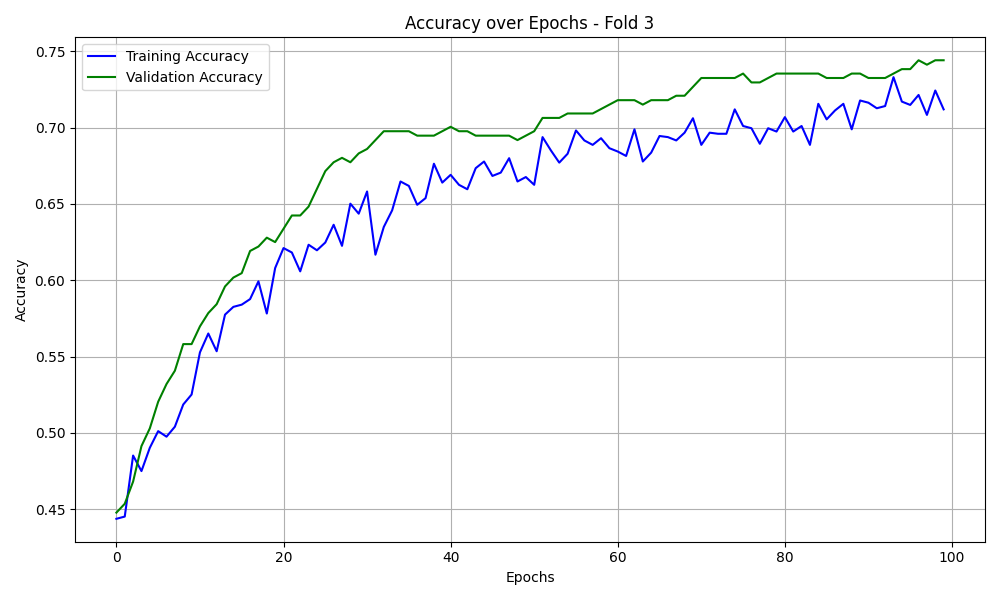 Accuracy over Epochs - Fold 3
Training Accuracy
Validation Accuracy
0.75
0.70
0.65
0.60
0.55
0.50
0.45
Accuracy
0 20 40 60 80 100
Epochs